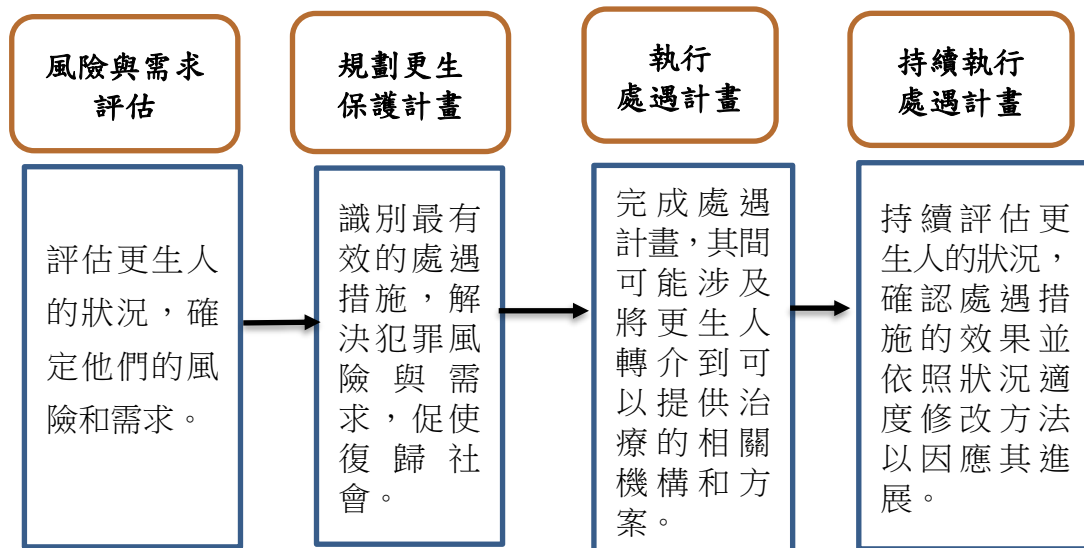 風險與需求
評估
規劃更生
保護計畫
執行
處遇計畫
持續執行
處遇計畫
評估更生人
的狀況，確
定他們的風
險和需求。
識別最有
效的處遇
措施，解
決犯罪風
險與需
求，促使
復歸社
會。
完成處遇
計畫，其間
可能涉及
將更生人
轉介到可
以提供治
療的相關
機構和方
案。
持續評估更
生人的狀況，
確認處遇措
施的效果並
依照狀況適
度修改方法
以因應其進
展。